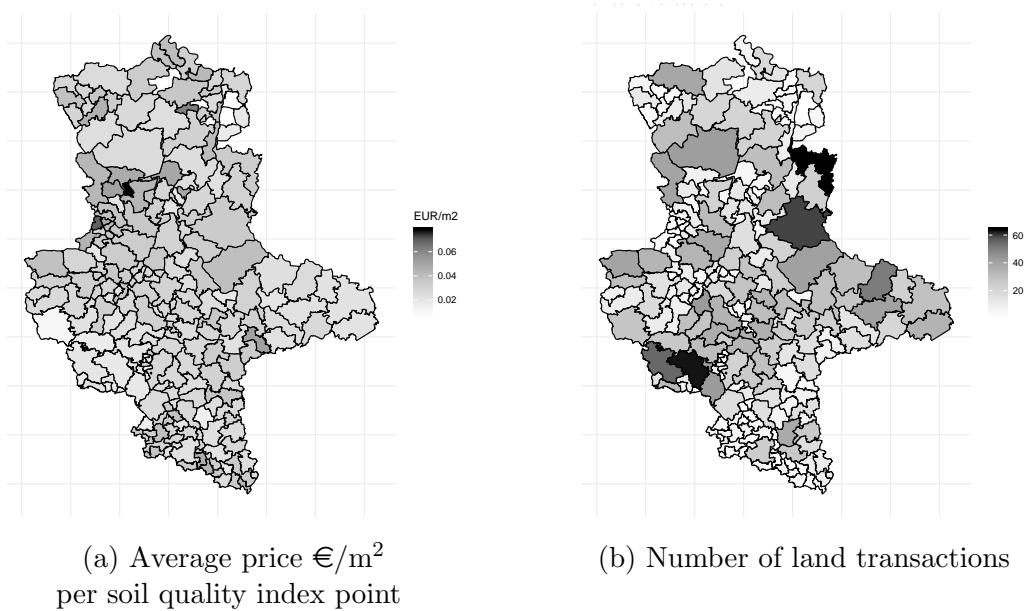 EUR/m2
0.06
0.04
0.02
60
40
20
(a) Average price €/m²
per soil quality index point
(b) Number of land transactions